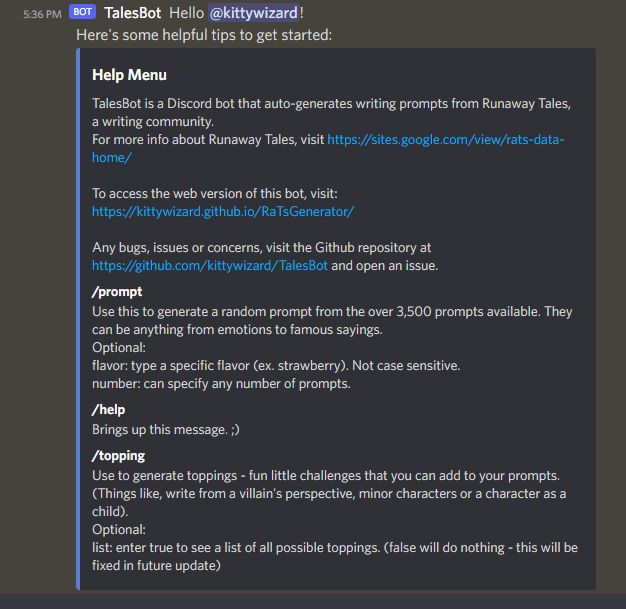 5:36 PM BOT TalesBot Hello @kittywizard!
Here's some helpful tips to get started:
Help Menu
TalesBot is a Discord bot that auto-generates writing prompts from Runaway Tales,
a writing community.
For more info about Runaway Tales, visit https://sites.google.com/view/rats-data-
home/
To access the web version of this bot, visit:
https://kittywizard.github.io/RaTsGenerator/
Any bugs, issues or concerns, visit the Github repository at
https://github.com/kittywizard/TalesBot and open an issue.
/prompt
Use this to generate a random prompt from the over 3,500 prompts available. They
can be anything from emotions to famous sayings.
Optional:
flavor: type a specific flavor (ex. strawberry). Not case sensitive.
number: can specify any number of prompts.
/help
Brings up this message. ;)
/topping
Use to generate toppings - fun little challenges that you can add to your prompts.
(Things like, write from a villain's perspective, minor characters or a character as a
child).
Optional:
list: enter true to see a list of all possible toppings. (false will do nothing - this will be
fixed in future update)